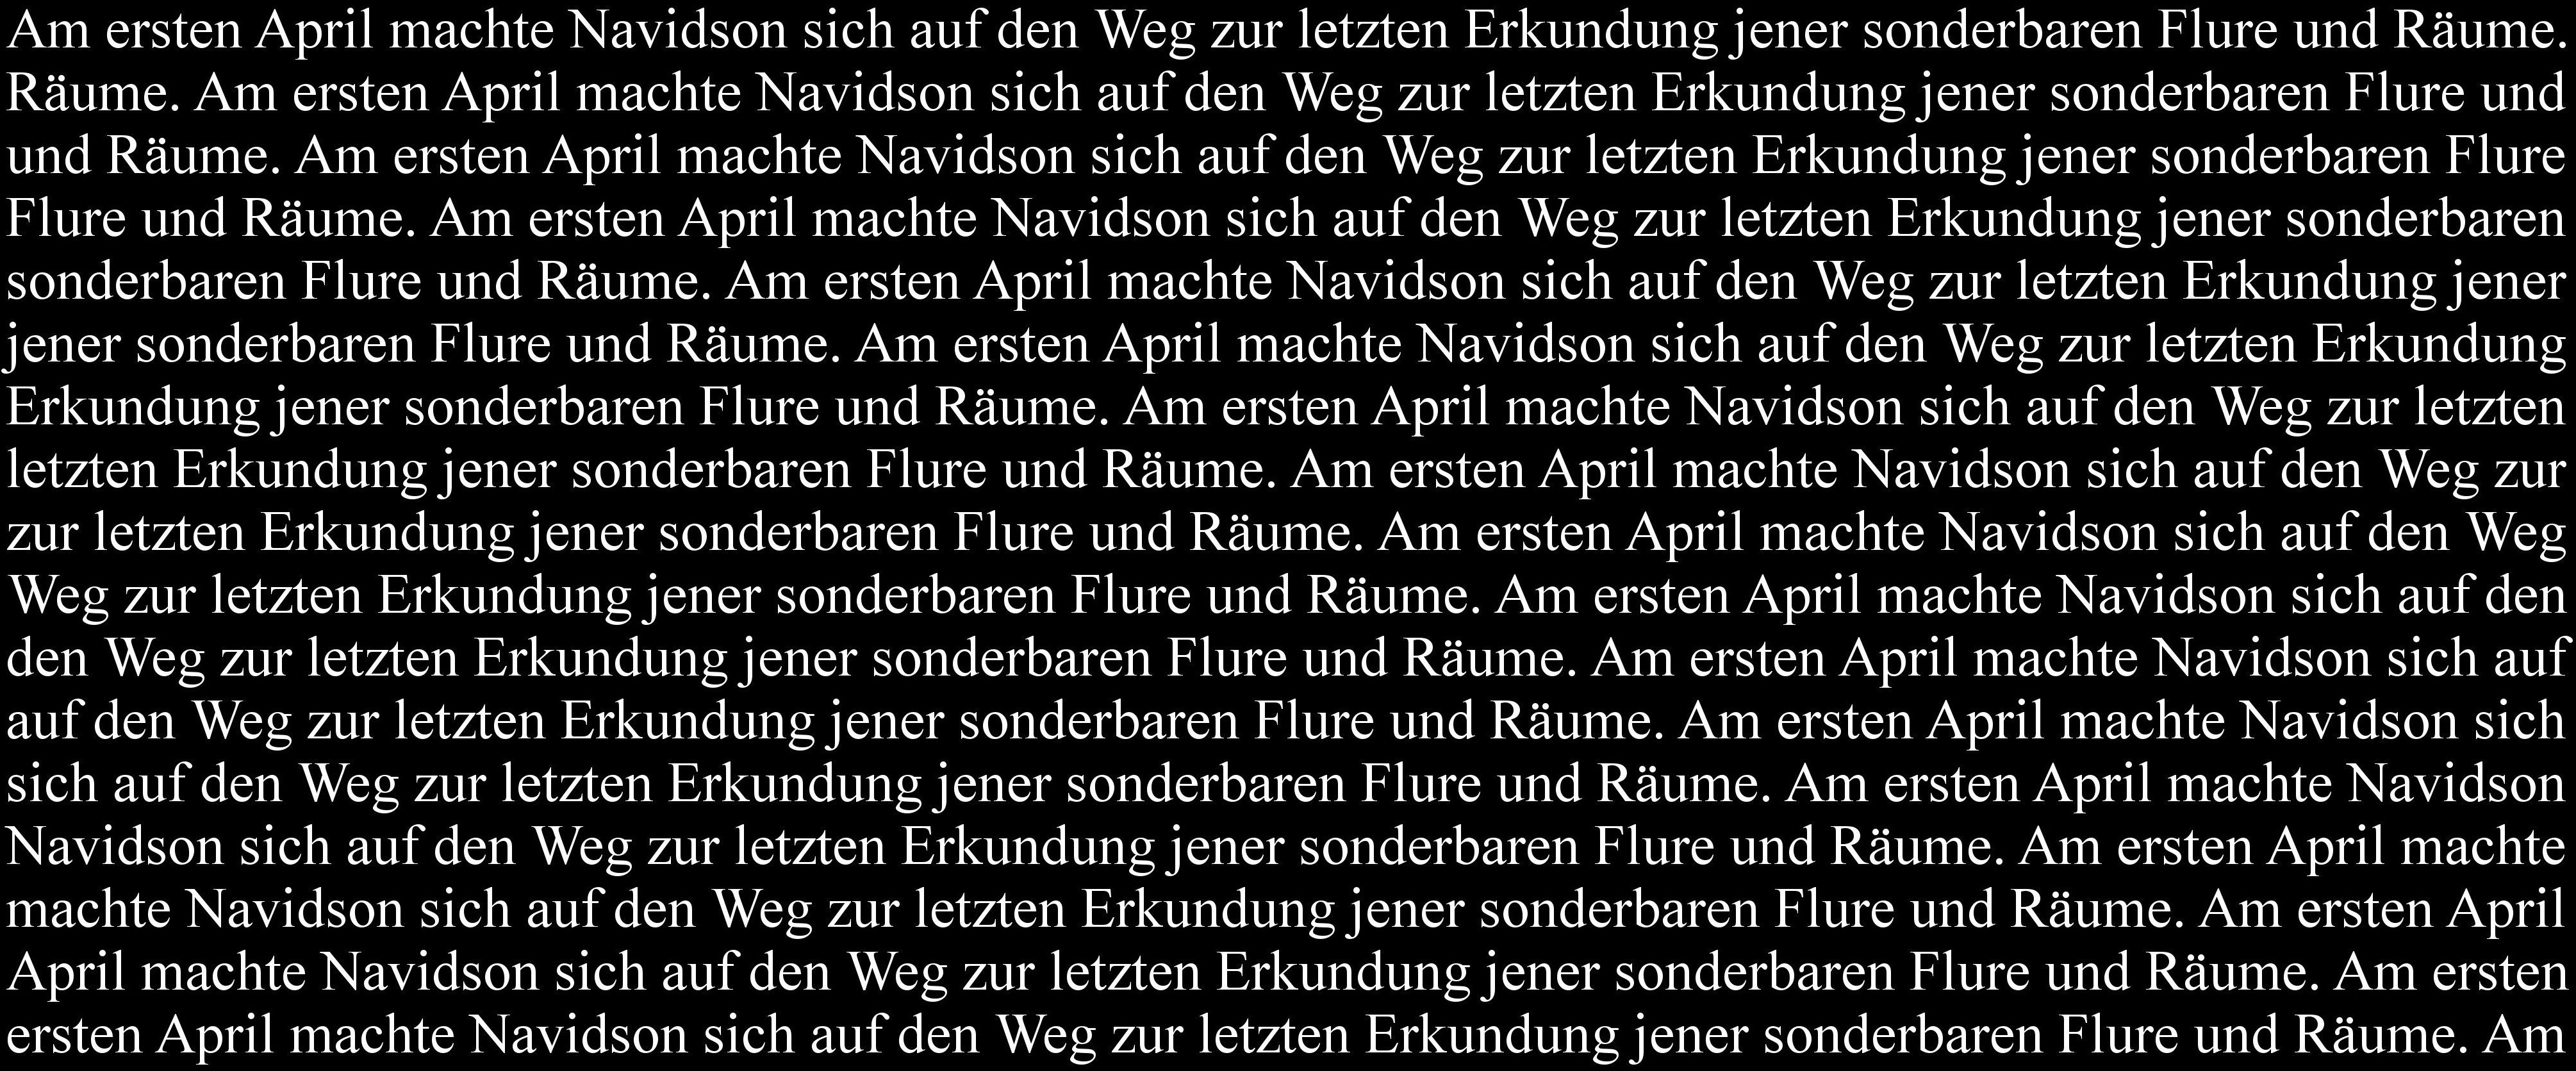 Am ersten April machte Navidson sich auf den Weg zur letzten Erkundung jener sonderbaren Flure und Räume.
Räume. Am ersten April machte Navidson sich auf den Weg zur letzten Erkundung jener sonderbaren Flure und
und Räume. Am ersten April machte Navidson sich auf den Weg zur letzten Erkundung jener sonderbaren Flure
Flure und Räume. Am ersten April machte Navidson sich auf den Weg zur letzten Erkundung jener sonderbaren
sonderbaren Flure und Räume. Am ersten April machte Navidson sich auf den Weg zur letzten Erkundung jener
jener sonderbaren Flure und Räume. Am ersten April machte Navidson sich auf den Weg zur letzten Erkundung
Erkundung jener sonderbaren Flure und Räume. Am ersten April machte Navidson sich auf den Weg zur letzten
letzten Erkundung jener sonderbaren Flure und Räume. Am ersten April machte Navidson sich auf den Weg zur
zur letzten Erkundung jener sonderbaren Flure und Räume. Am ersten April machte Navidson sich auf den Weg
Weg zur letzten Erkundung jener sonderbaren Flure und Räume. Am ersten April machte Navidson sich auf den
den Weg zur letzten Erkundung jener sonderbaren Flure und Räume. Am ersten April machte Navidson sich auf
auf den Weg zur letzten Erkundung jener sonderbaren Flure und Räume. Am ersten April machte Navidson sich
sich auf den Weg zur letzten Erkundung jener sonderbaren Flure und Räume. Am ersten April machte Navidson
Navidson sich auf den Weg zur letzten Erkundung jener sonderbaren Flure und Räume. Am ersten April machte
machte Navidson sich auf den Weg zur letzten Erkundung jener sonderbaren Flure und Räume. Am ersten April
April machte Navidson sich auf den Weg zur letzten Erkundung jener sonderbaren Flure und Räume. Am ersten
ersten April machte Navidson sich auf den Weg zur letzten Erkundung jener sonderbaren Flure und Räume. Am